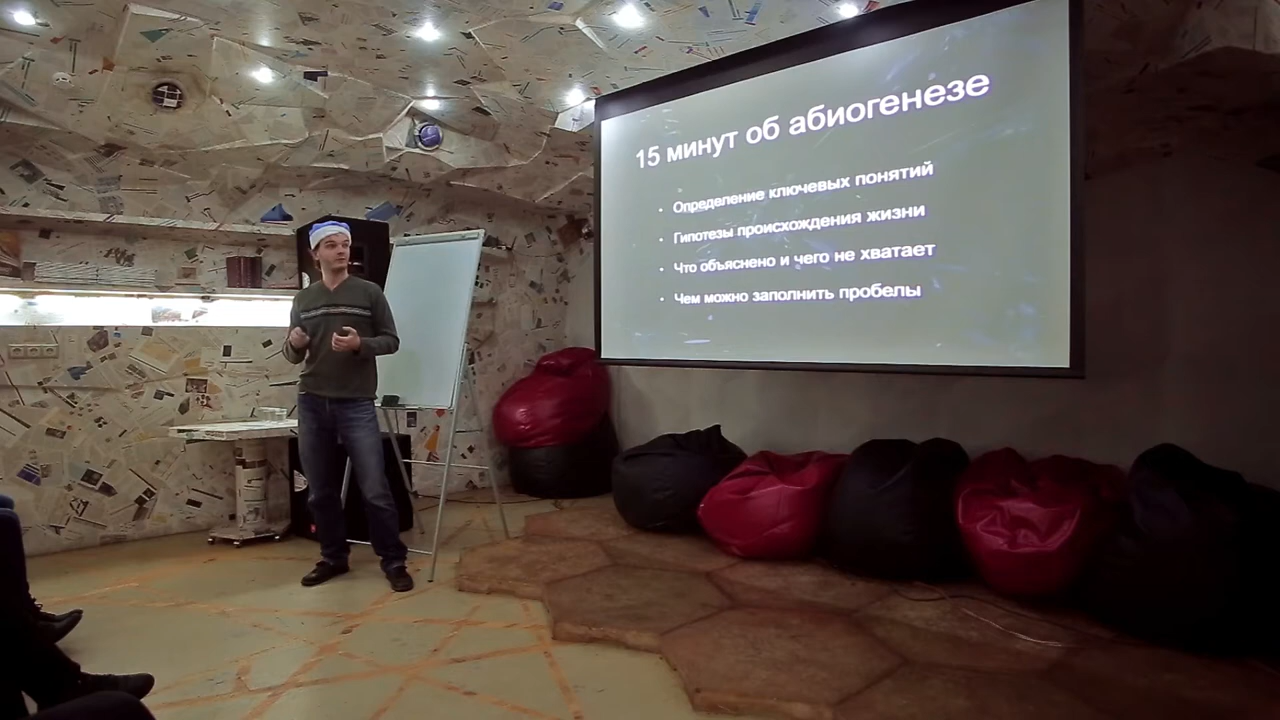 15 минут об абиогенезе
Определение ключевых понятий
Гипотезы происхождения жизни
Что объяснено и чего не хватает
Чем можно заполнить пробелы